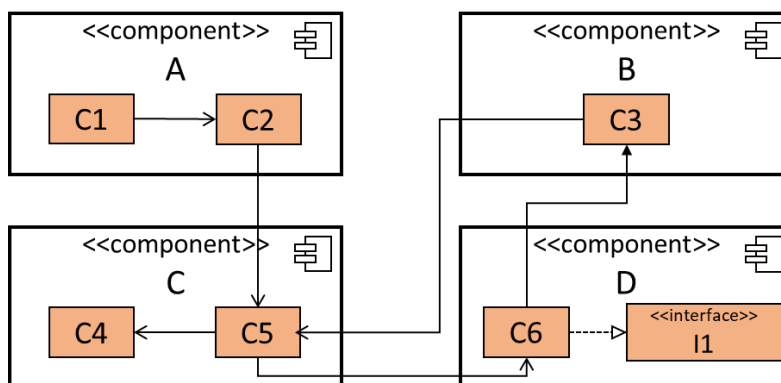 <<component>>
A
C1
C2
<<component>>
B
C3
<<component>>
C
C4
C5
<<component>>
D
C6
<<interface>>
I1